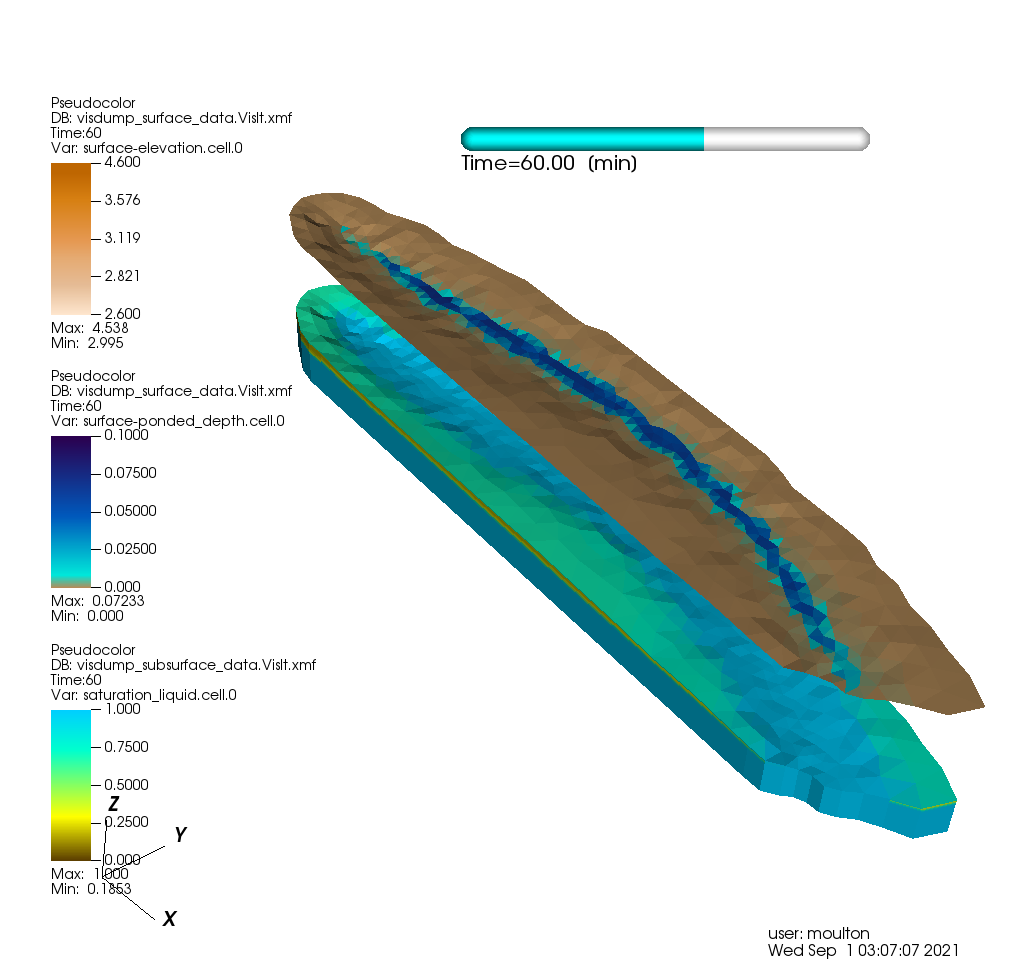 Pseudocolor
DB: visdump_surface_data.VisIt.xmf
Time:60
Var: surface-elevation.cell.0
4.600
3.576
3.119
2.821
2.600
Max: 4.538
Min: 2.995
Time=60.00 (min)
Pseudocolor
DB: visdump_surface_data.VisIt.xmf
Time:60
Var: surface-ponded_depth.cell.0
0.1000
0.07500
0.05000
0.02500
0.000
Max: 0.07233
Min: 0.000
Pseudocolor
DB: visdump_subsurface_data.VisIt.xmf
Time:60
Var: saturation_liquid.cell.0
1.000
0.7500
0.5000
0.2500
0.000
Max: 1.000
Min: 0.1853
Z
Y
X
user: moulton
Wed Sep 1 03:07:07 2021